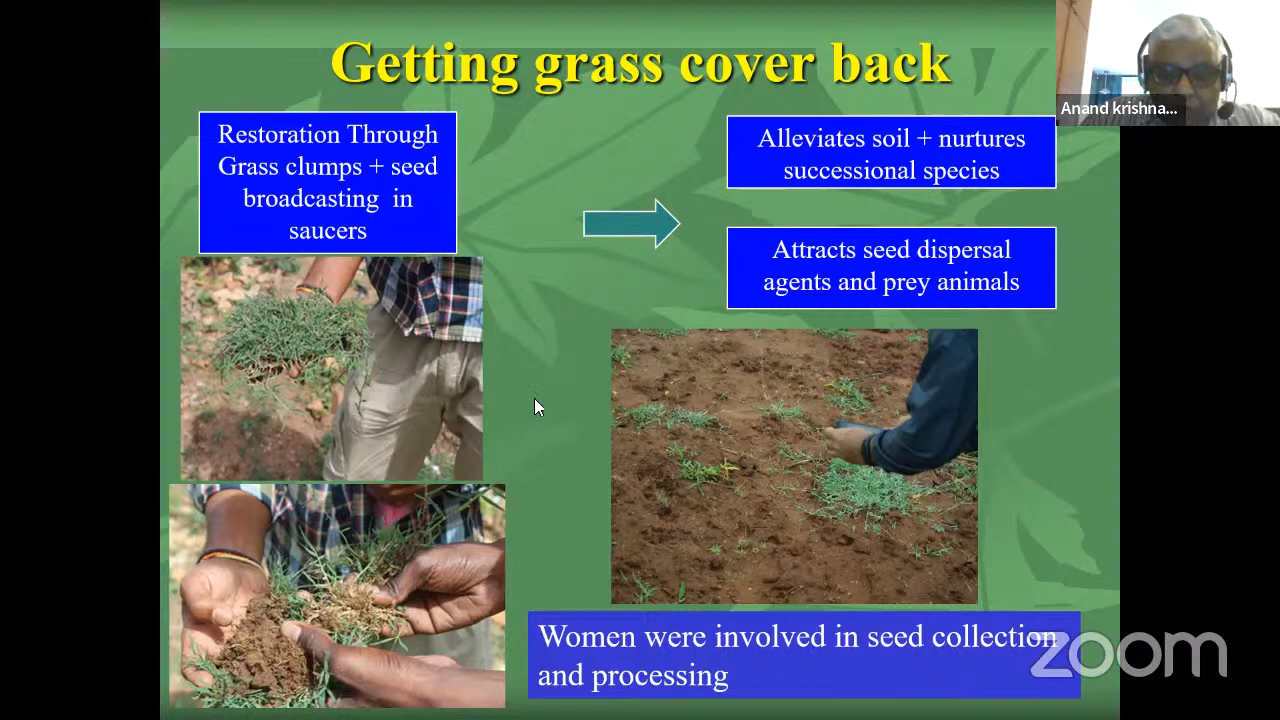 Getting grass cover back
Anand krishna...
Restoration Through
Grass clumps + seed
broadcasting in
saucers
Alleviates soil + nurtures
successional species
Attracts seed dispersal
agents and prey animals
Women were involved in seed collection
and processing
zoom